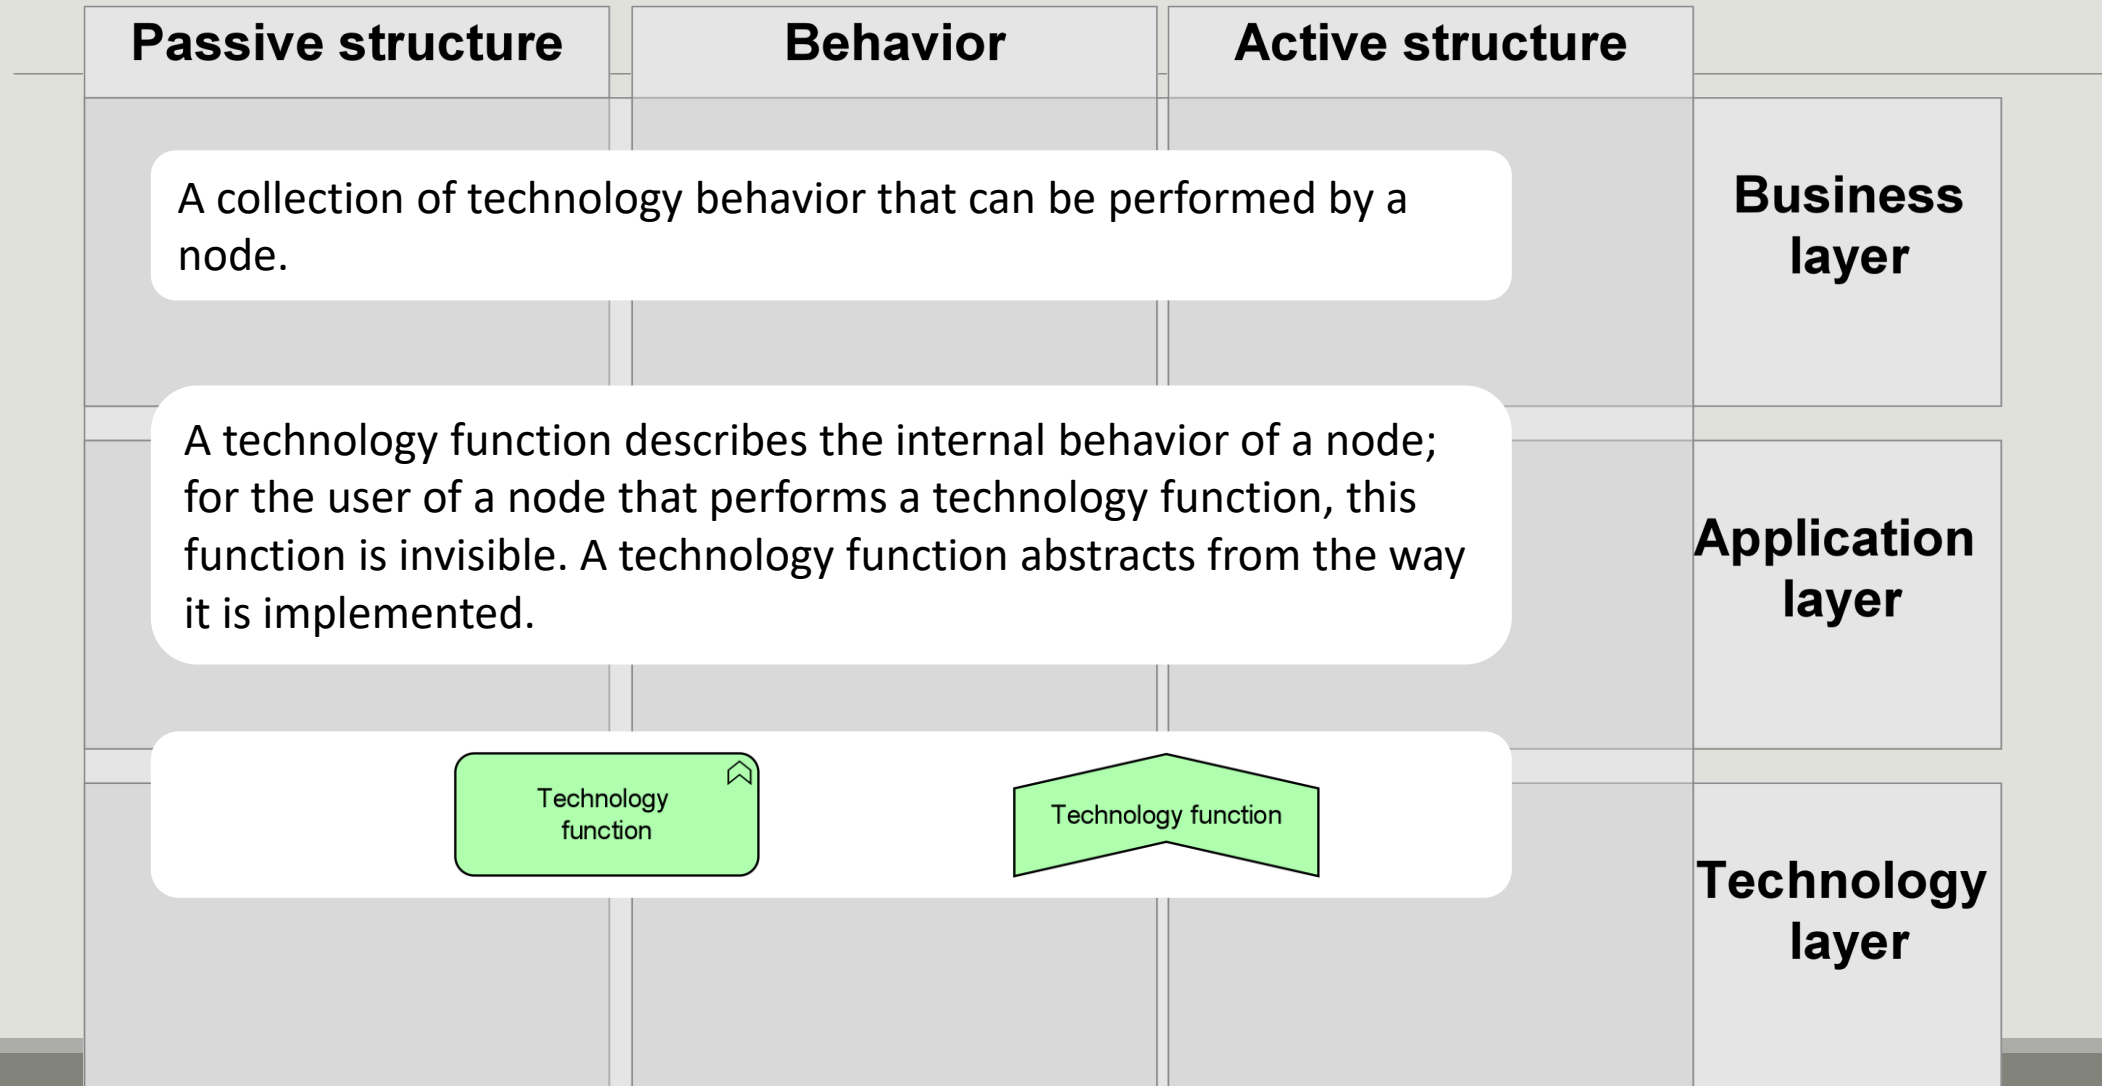 Passive structure
Behavior
Active structure
A collection of technology behavior that can be performed by a
node.
Business
layer
A technology function describes the internal behavior of a node;
for the user of a node that performs a technology function, this
function is invisible. A technology function abstracts from the way
it is implemented.
Application
layer
Technology
function
Technology function
Technology
layer